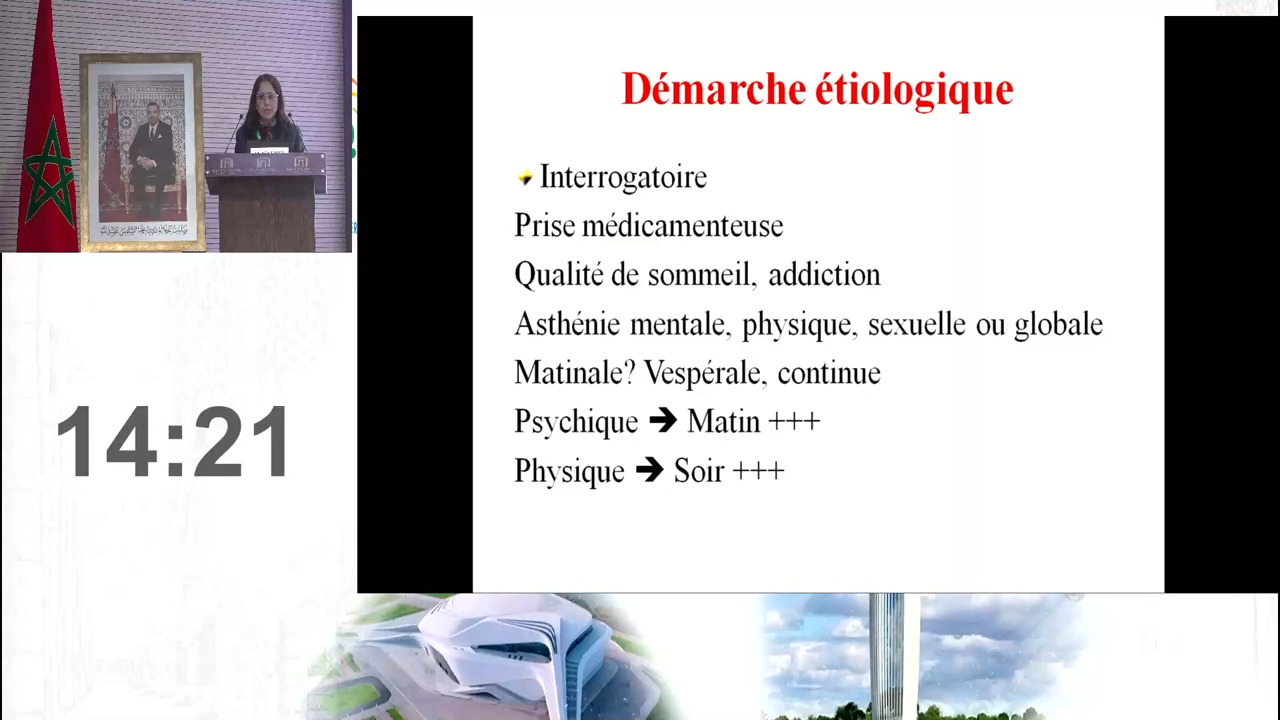 Démarche étiologique
Interrogatoire
Prise médicamenteuse
Qualité de sommeil, addiction
Asthénie mentale, physique, sexuelle ou globale
Matinale? Vespérale, continue
Psychique ➔ Matin +++
Physique ➔ Soir +++
14:21